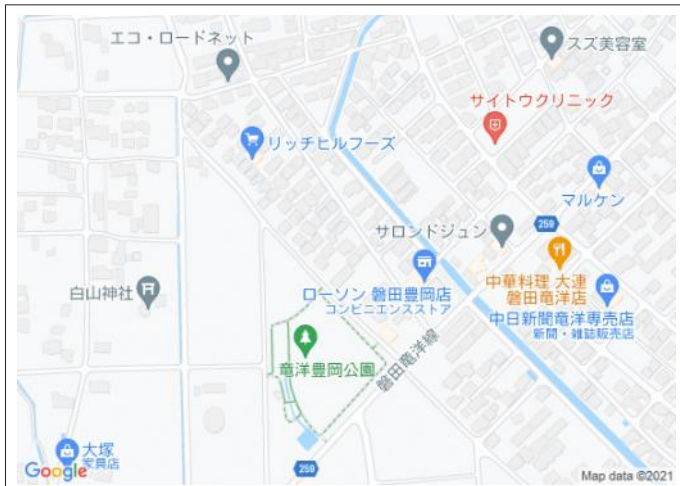 エコ・ロードネット
スズ美容室
サイトウクリニック
リッチヒルフーズ
マルケン
259
サロンドジュン
中華料理 大連
磐田竜洋店
白山神社
ローソン 磐田豊岡店
コンビニエンスストア
中日新聞竜洋専売店
新聞・雑誌販売店
竜洋豊岡公園
磐田竜洋線
大塚
家具店
259
Google
Map data ©2021